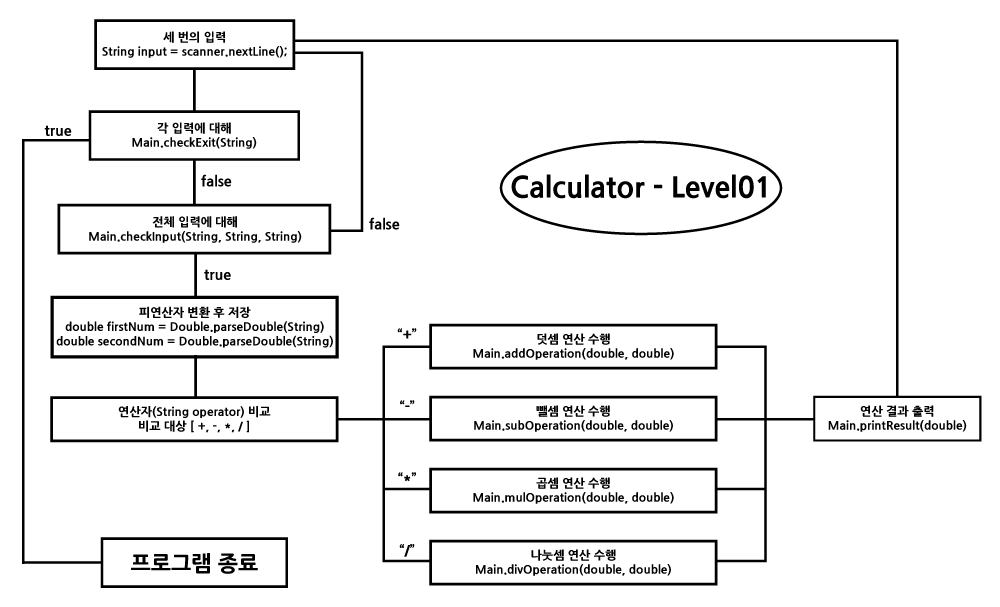 세 번의 입력
String input = scanner.nextLine();
true
각 입력에 대해
Main.checkExit(String)
false
Calculator - Level01
전체 입력에 대해
Main.checkInput(String, String, String)
false
true
피연산자 변환 후 저장
double firstNum = Double.parseDouble(String)
double secondNum = Double.parseDouble(String)
연산자(String operator) 비교
비교 대상 [ +, -, *, / ]
“+”
덧셈 연산 수행
Main.addOperation(double, double)
“-”
뺄셈 연산 수행
Main.subOperation(double, double)
“*”
곱셈 연산 수행
Main.mulOperation(double, double)
“/”
나눗셈 연산 수행
Main.divOperation(double, double)
연산 결과 출력
Main.printResult(double)
프로그램 종료